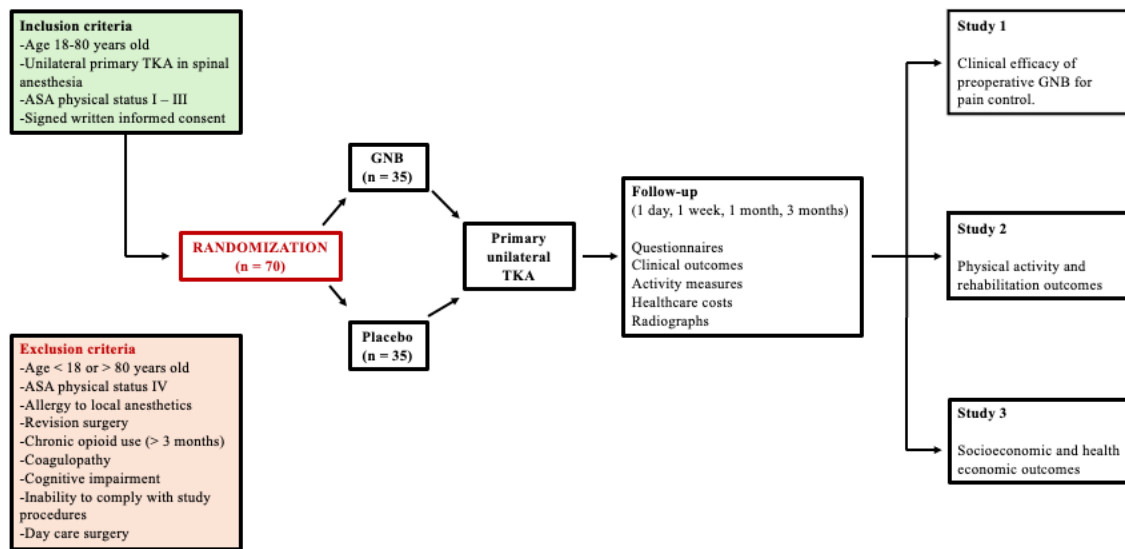 Inclusion criteria
-Age 18-80 years old
-Unilateral primary TKA in spinal
anesthesia
-ASA physical status I – III
-Signed written informed consent
RANDOMIZATION
(n = 70)
Exclusion criteria
-Age < 18 or > 80 years old
-ASA physical status IV
-Allergy to local anesthetics
-Revision surgery
-Chronic opioid use (> 3 months)
-Coagulopathy
-Cognitive impairment
-Inability to comply with study
procedures
-Day care surgery
GNB
(n = 35)
Placebo
(n = 35)
Primary
unilateral
TKA
Follow-up
(1 day, 1 week, 1 month, 3 months)
Questionnaires
Clinical outcomes
Activity measures
Healthcare costs
Radiographs
Study 1
Clinical efficacy of
preoperative GNB for
pain control.
Study 2
Physical activity and
rehabilitation outcomes
Study 3
Socioeconomic and health
economic outcomes